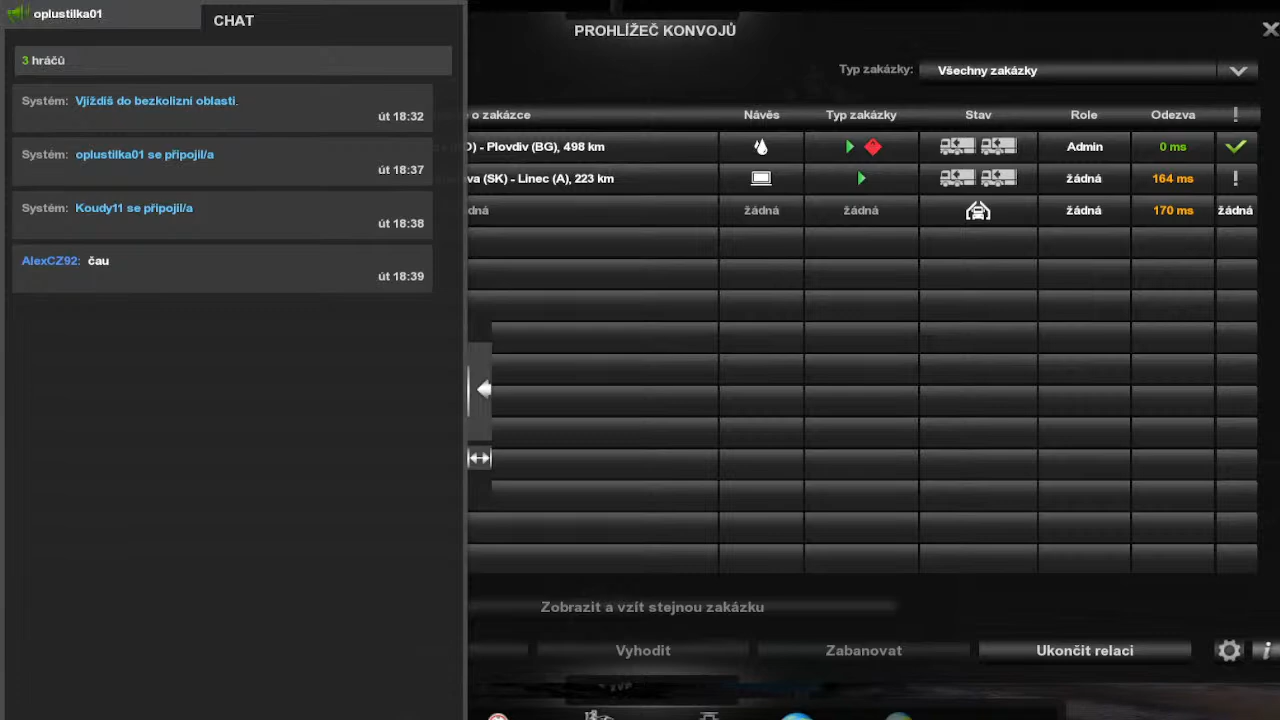 oplustilka01
CHAT
3 hráčů
Systém: Vjíždíš do bezkolizní oblasti.
út 18:32
Systém: oplustilka01 se připojil/a
út 18:37
Systém: Koudy11 se připojil/a
út 18:38
AlexCZ92: čau
út 18:39
PROHLÍŽEČ KONVOJŮ
Typ zakázky: Všechny zakázky
o zakázce Návěs Typ zakázky Stav Role Odezva !
) - Plovdiv (BG), 498 km Admin 0 ms
va (SK) - Linec (A), 223 km žádná 164 ms !
dná žádná žádná žádná 170 ms žádná
Zobrazit a vzít stejnou zakázku
Vyhodit Zabanovat Ukončit relaci i